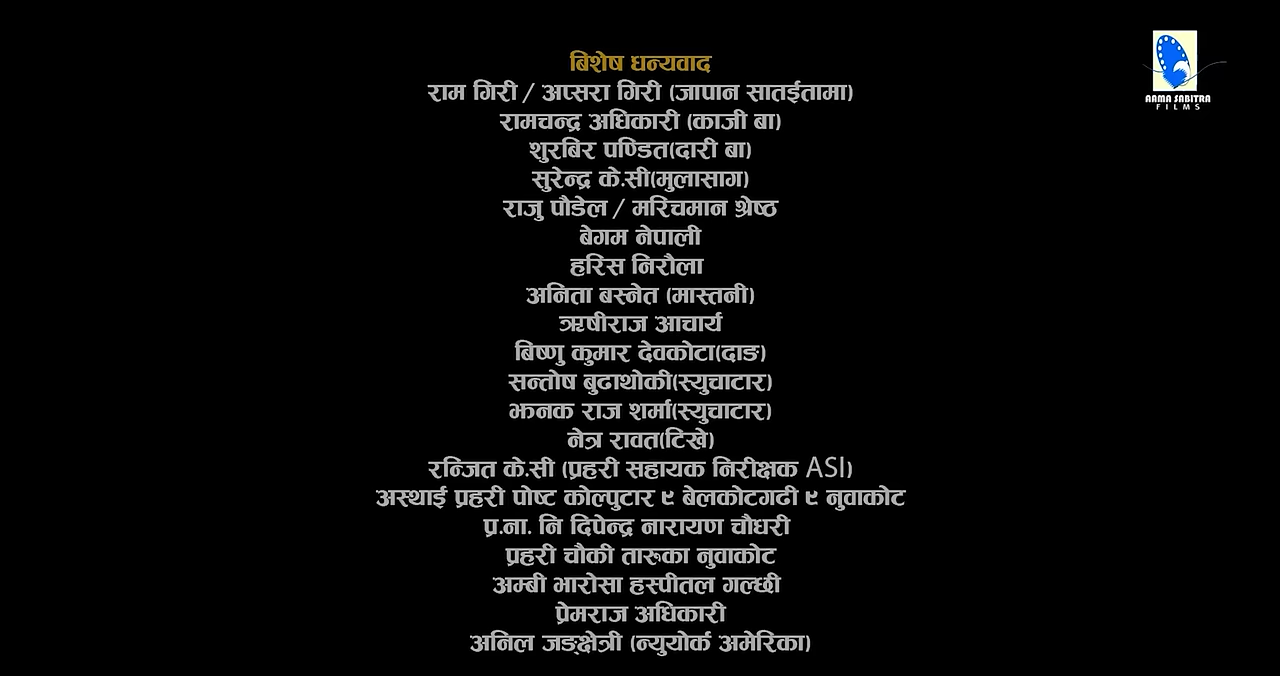 बिशेष धन्यवाद
राम गिरी / अप्सरा गिरी (जापान सातईतामा)
रामचन्द्र अधिकारी (काजी बा)
शुरबिर पण्डित(दारी बा)
सुरेन्द्र के.सी(मुलासाग)
राजु पौडेल / मरिचमान श्रेष्ठ
बेगम नेपाली
हरिस निरौला
अनिता बस्नेत (मास्तनी)
ऋषीराज आचार्य
बिष्णु कुमार देवकोटा(दाङ)
सन्तोष बुढाथोकी(स्युचाटार)
झनक राज शर्मा(स्युचाटार)
नेत्र रावत(टिखे)
रन्जित के.सी (प्रहरी सहायक निरीक्षक ASI)
अस्थाई प्रहरी पोष्ट कोल्पुटार ९ बेलकोटगढी ९ नुवाकोट
प्र.ना. नि दिपेन्द्र नारायण चौधरी
प्रहरी चौकी तारुका नुवाकोट
अम्बी भारोसा हस्पीतल गल्छी
प्रेमराज अधिकारी
अनिल जङ्क्षेत्री (न्युयोर्क अमेरिका)
AAMA SABITRA
FILMS